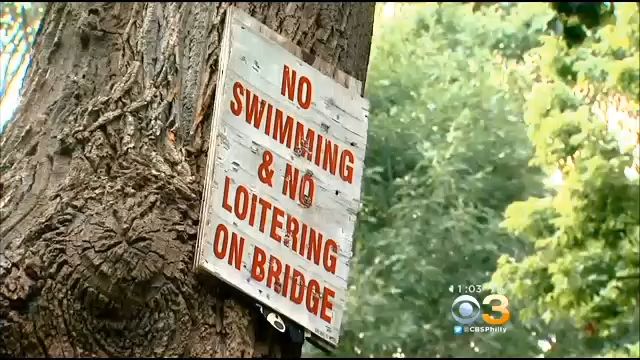 NO
SWIMMING
& NO
LOITERING
ON BRIDGE
1:03
3
@CBSPhilly